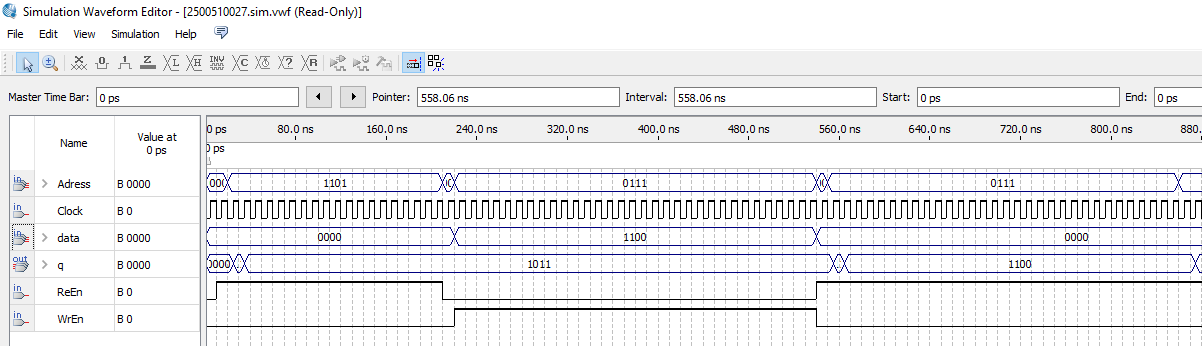 Simulation Waveform Editor - [2500510027.sim.vwf (Read-Only)]
File Edit View Simulation Help
Master Time Bar: 0 ps Pointer: 558.06 ns Interval: 558.06 ns Start: 0 ps End: 0 ps
Name Value at 0 ps 0 ps 80.0 ns 160.0 ns 240.0 ns 320.0 ns 400.0 ns 480.0 ns 560.0 ns 640.0 ns 720.0 ns 800.0 ns 880.
0 ps
in Adress B 0000 1101 0111 0111
in Clock B 0
in data B 0000 0000 1100 0000
out q B 0000 0000 1011 1100
in ReEn B 0
in WrEn B 0